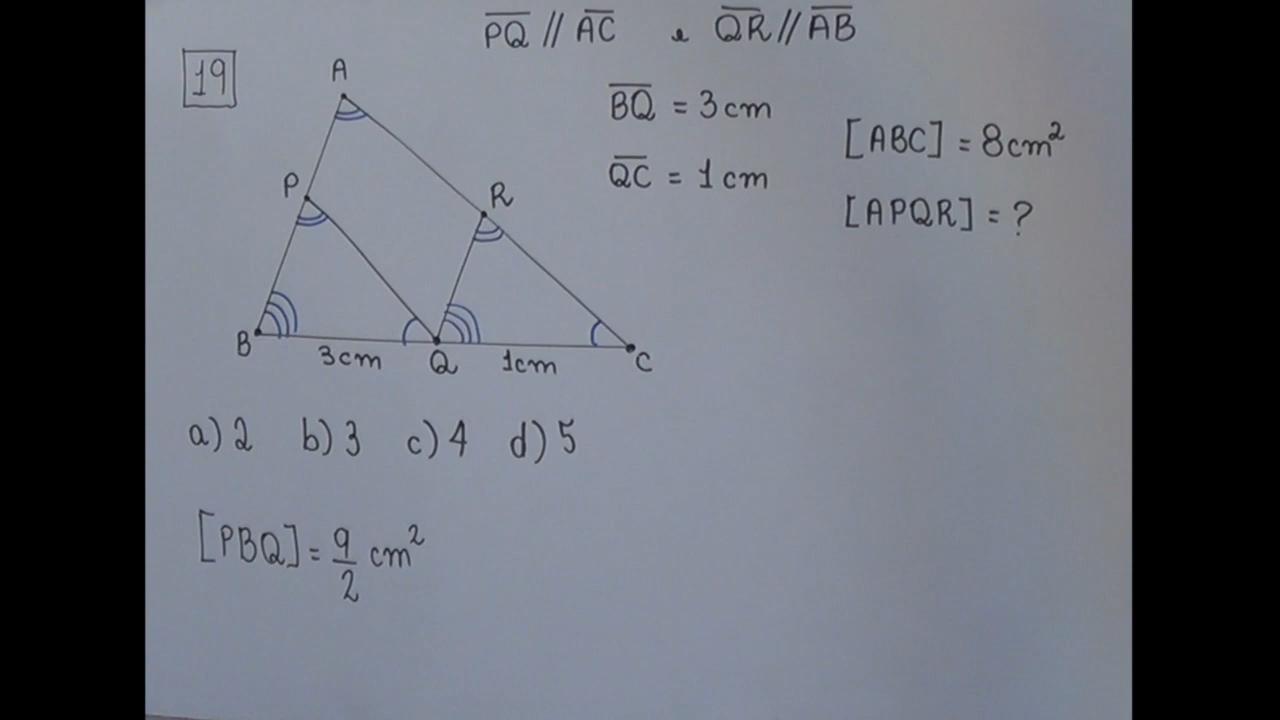 PQ // AC e QR // AB
19
BQ = 3cm
QC = 1cm
[ABC] = 8cm²
[APQR] = ?
A
P
R
B
3cm
Q
1cm
C
a) 2 b) 3 c) 4 d) 5
[PBQ] = 9/2 cm²